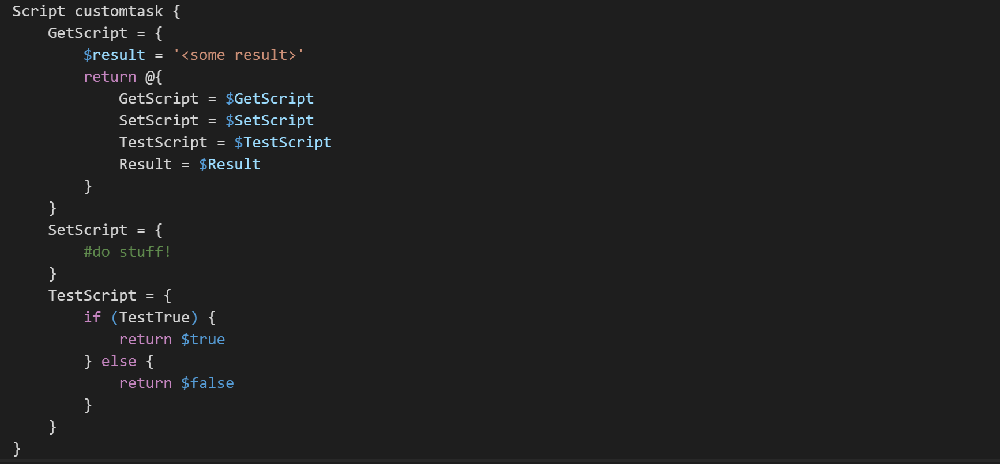 Script customtask {
    GetScript = {
        $result = '<some result>'
        return @{
            GetScript = $GetScript
            SetScript = $SetScript
            TestScript = $TestScript
            Result = $Result
        }
    }
    SetScript = {
        #do stuff!
    }
    TestScript = {
        if (TestTrue) {
            return $true
        } else {
            return $false
        }
    }
}